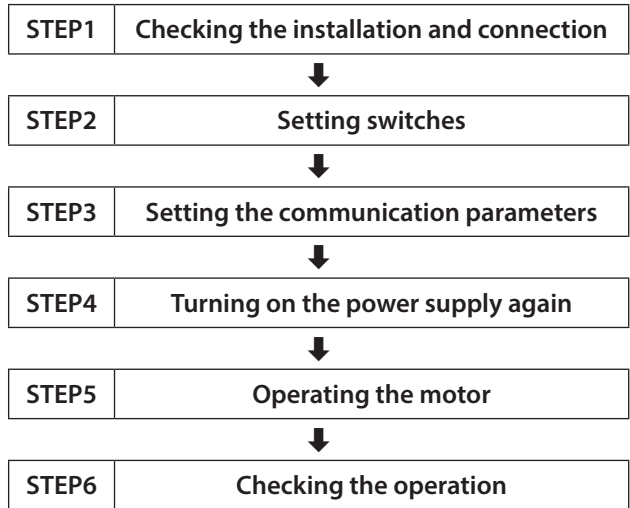 STEP1 Checking the installation and connection
STEP2 Setting switches
STEP3 Setting the communication parameters
STEP4 Turning on the power supply again
STEP5 Operating the motor
STEP6 Checking the operation